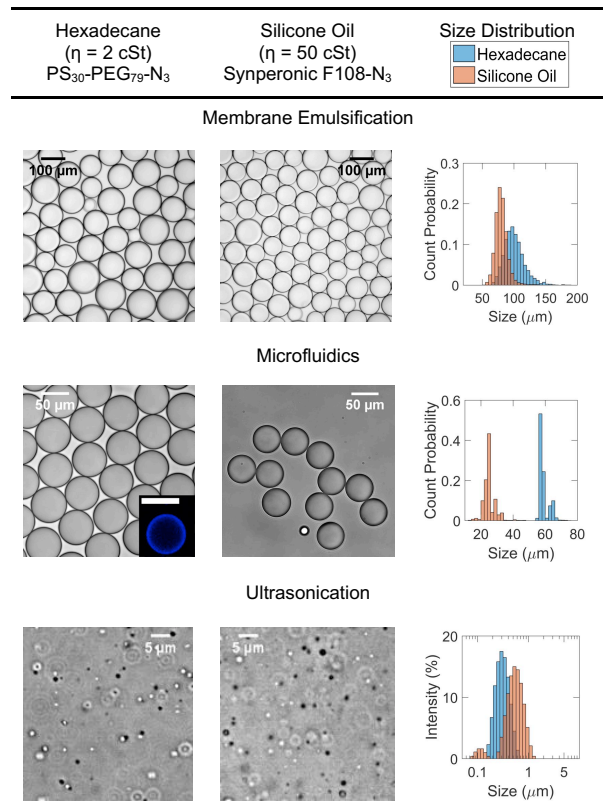 Hexadecane
(η = 2 cSt)
PS₃₀-PEG₇₉-N₃
Silicone Oil
(η = 50 cSt)
Synperonic F108-N₃
Size Distribution
Hexadecane
Silicone Oil
Membrane Emulsification
100 µm
100 µm
0.3
0.2
0.1
0
Count Probability
50 100 150 200
Size (µm)
Microfluidics
50 µm
50 µm
0.6
0.4
0.2
0
Count Probability
20 40 60 80
Size (µm)
Ultrasonication
5 µm
5 µm
20
10
0
Intensity (%)
0.1 1 5
Size (µm)